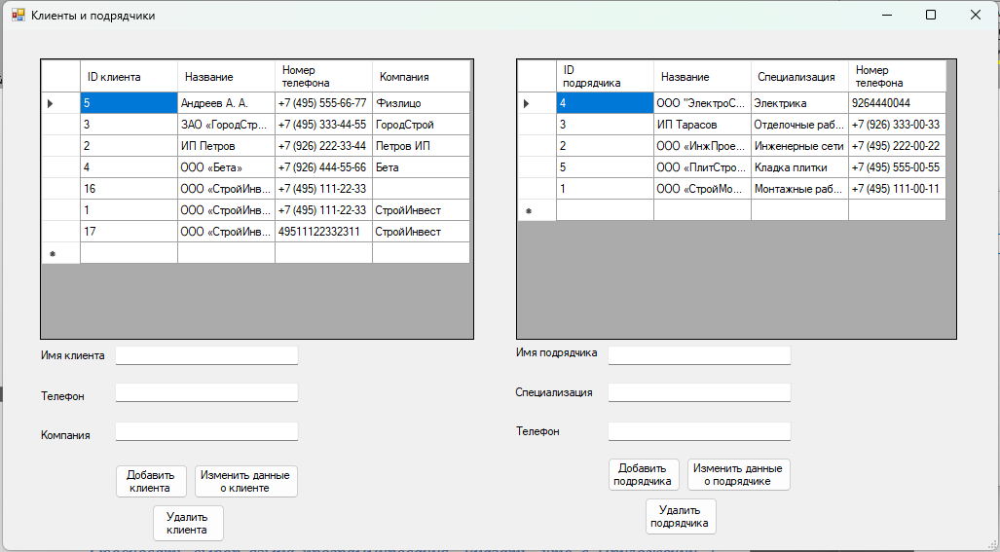 Клиенты и подрядчики
ID клиента Название Номер телефона Компания
5 Андреев А. А. +7 (495) 555-66-77 Физлицо
3 ЗАО «ГородСтр... +7 (495) 333-44-55 ГородСтрой
2 ИП Петров +7 (926) 222-33-44 Петров ИП
4 ООО «Бета» +7 (926) 444-55-66 Бета
16 ООО «СтройИнв... +7 (495) 111-22-33
1 ООО «СтройИнв... +7 (495) 111-22-33 СтройИнвест
17 ООО «СтройИнв... 49511122332311 СтройИнвест
ID подрядчика Название Специализация Номер телефона
4 ООО "ЭлектроС... Электрика 9264440044
3 ИП Тарасов Отделочные раб... +7 (926) 333-00-33
2 ООО «ИнжПрое... Инженерные сети +7 (495) 222-00-22
5 ООО «ПлитСтро... Кладка плитки +7 (495) 555-00-55
1 ООО «СтройМо... Монтажные раб... +7 (495) 111-00-11
Имя клиента
Телефон
Компания
Добавить
клиента
Изменить данные
о клиенте
Удалить
клиента
Имя подрядчика
Специализация
Телефон
Добавить
подрядчика
Изменить данные
о подрядчике
Удалить
подрядчика